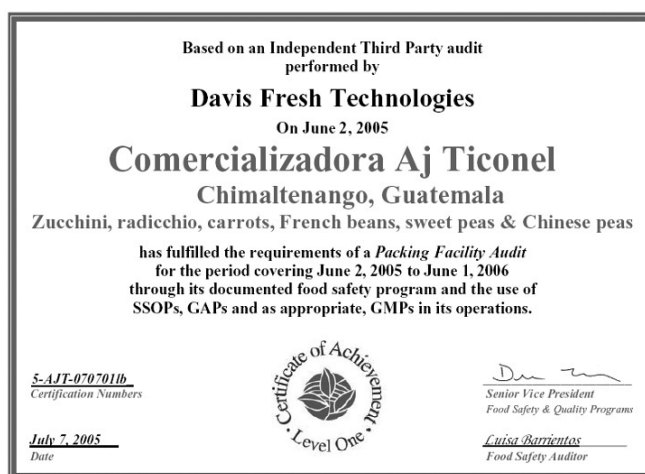 Based on an Independent Third Party audit
performed by
Davis Fresh Technologies
On June 2, 2005
Comercializadora Aj Ticonel
Chimaltenango, Guatemala
Zucchini, radicchio, carrots, French beans, sweet peas & Chinese peas
has fulfilled the requirements of a Packing Facility Audit
for the period covering June 2, 2005 to June 1, 2006
through its documented food safety program and the use of
SSOPs, GAPs and as appropriate, GMPs in its operations.
5-AJT-070701lb
Certification Numbers
July 7, 2005
Date
Certificate of Achievement
Level One
Senior Vice President
Food Safety & Quality Programs
Luisa Barrientos
Food Safety Auditor